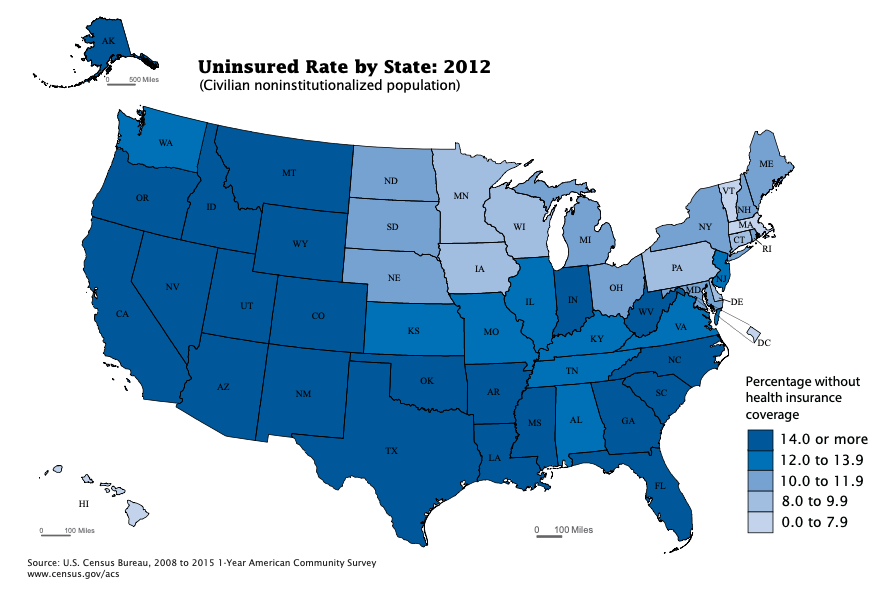 AK
0 500 Miles
Uninsured Rate by State: 2012
(Civilian noninstitutionalized population)
WA
MT
ND
MN
ME
VT
NH
OR
ID
SD
WI
MI
NY
MA
CT
RI
WY
NE
IA
PA
NJ
NV
UT
CO
KS
MO
IL
IN
OH
WV
MD
DE
VA
DC
CA
KY
AZ
NM
OK
AR
TN
NC
SC
TX
LA
MS
AL
GA
FL
HI
0 100 Miles
0 100 Miles
Percentage without
health insurance
coverage
14.0 or more
12.0 to 13.9
10.0 to 11.9
8.0 to 9.9
0.0 to 7.9
Source: U.S. Census Bureau, 2008 to 2015 1-Year American Community Survey
www.census.gov/acs